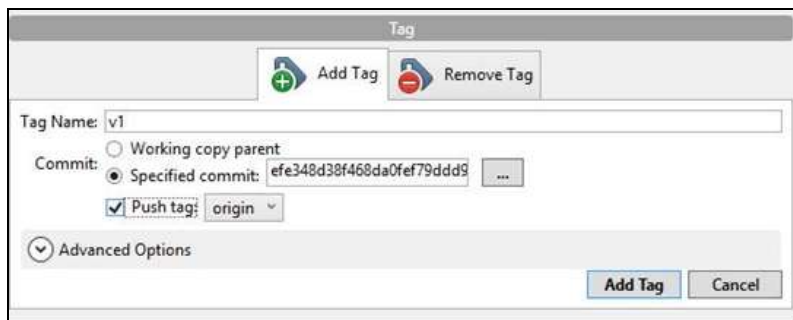 Tag
Add Tag Remove Tag
Tag Name: v1
Commit: Working copy parent
Specified commit: efe348d38f468da0fef79ddd9 ...
Push tag: origin
Advanced Options
Add Tag Cancel